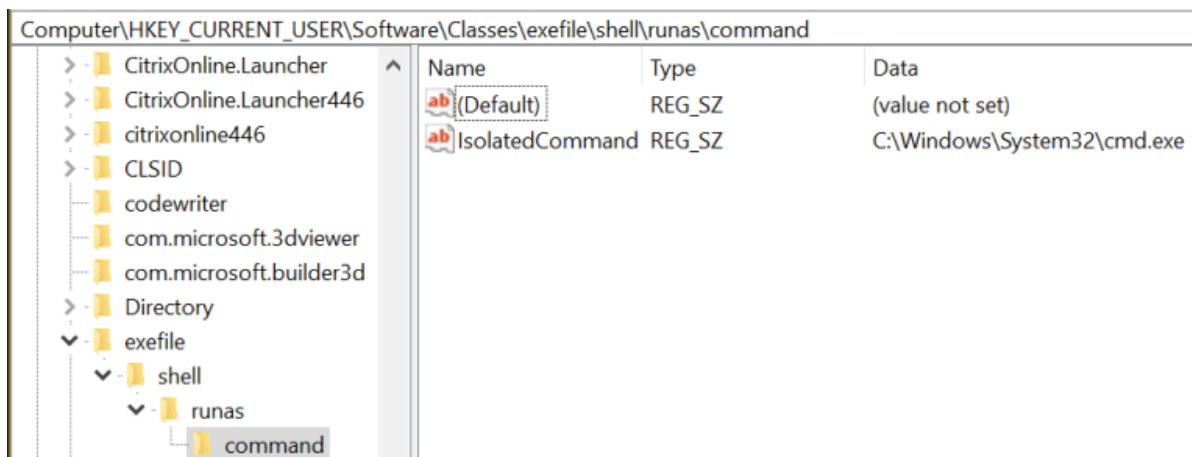 Computer\HKEY_CURRENT_USER\Software\Classes\exefile\shell\runas\command
CitrixOnline.Launcher
CitrixOnline.Launcher446
citrixonline446
CLSID
codewriter
com.microsoft.3dviewer
com.microsoft.builder3d
Directory
exefile
shell
runas
command
Name Type Data
ab (Default) REG_SZ (value not set)
ab IsolatedCommand REG_SZ C:\Windows\System32\cmd.exe